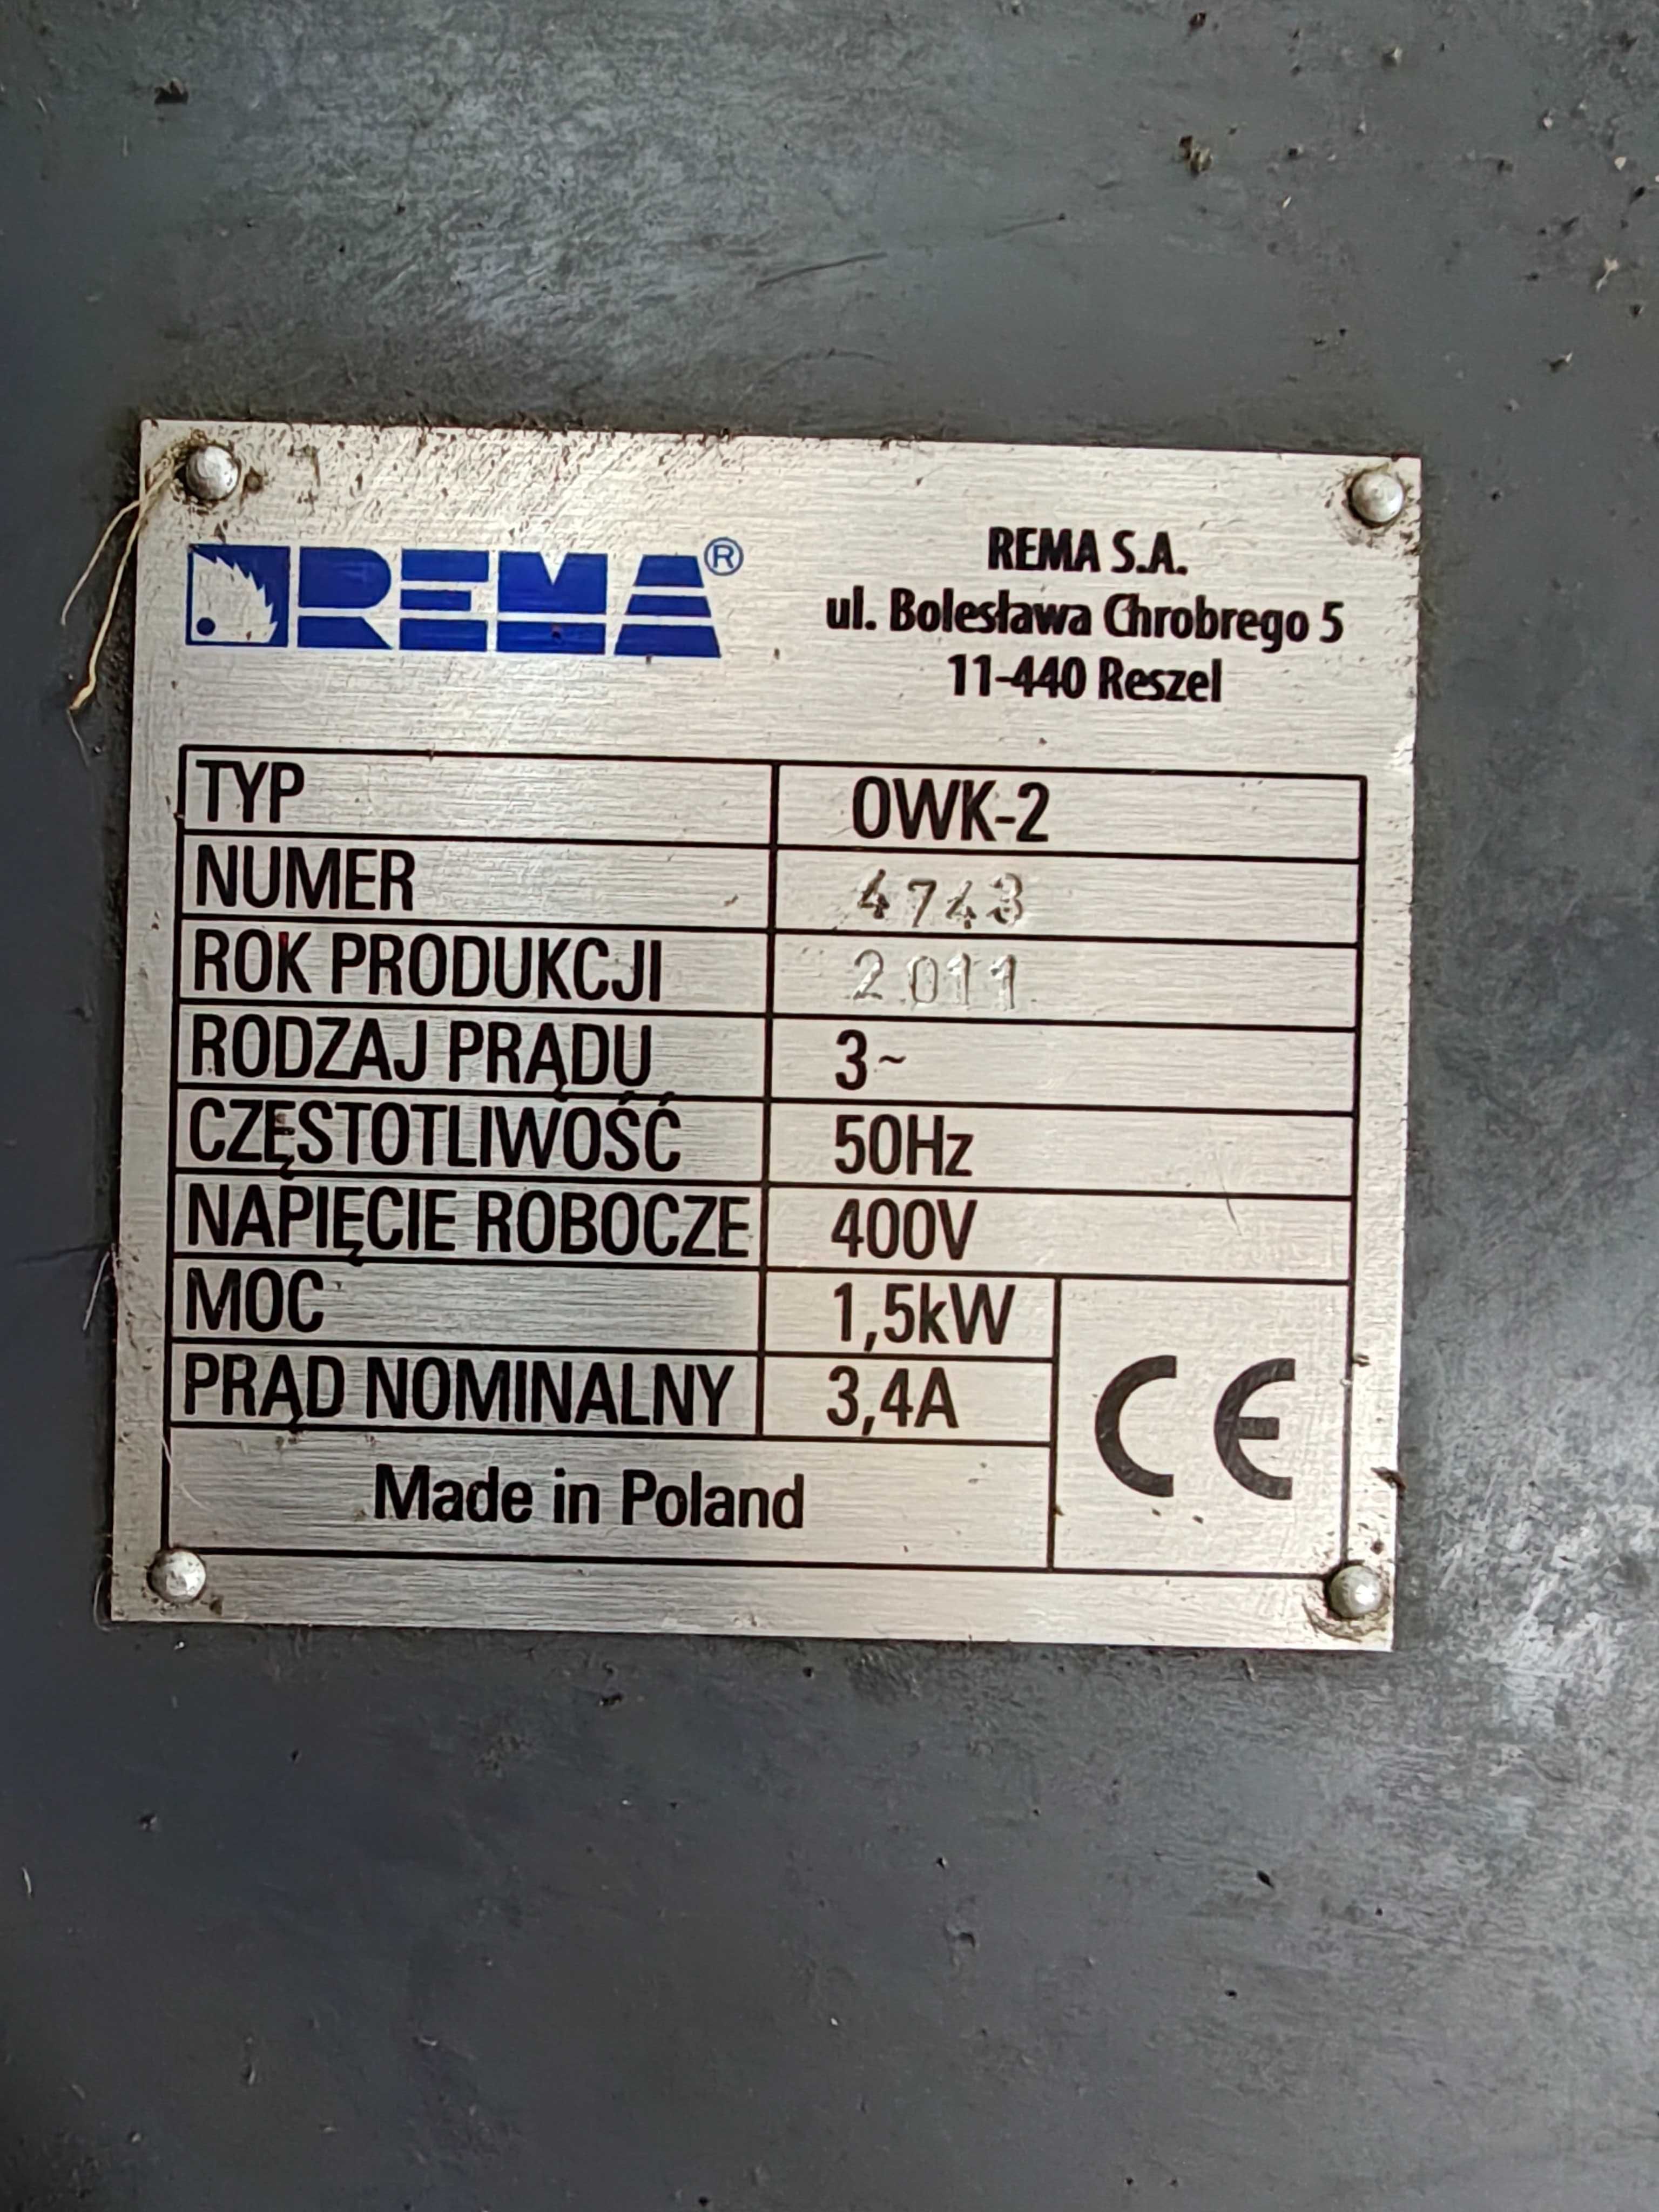 REMA®
REMA S.A.
ul. Bolesława Chrobrego 5
11-440 Reszel
TYP OWK-2
NUMER 4743
ROK PRODUKCJI 2011
RODZAJ PRĄDU 3~
CZĘSTOTLIWOŚĆ 50Hz
NAPIĘCIE ROBOCZE 400V
MOC 1,5kW
PRĄD NOMINALNY 3,4A
CE
Made in Poland